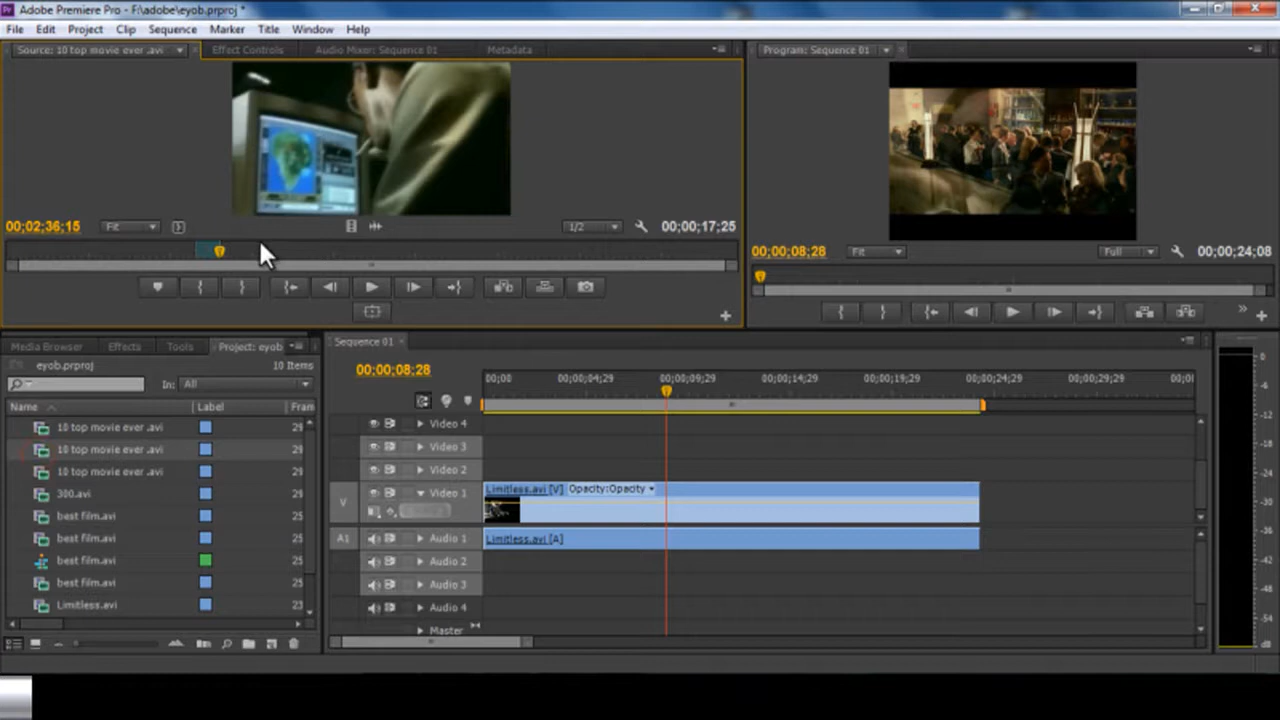 Adobe Premiere Pro - F:\adobe\eyob.prproj *
File Edit Project Clip Sequence Marker Title Window Help
Source: 10 top movie ever .avi Effect Controls Audio Mixer: Sequence 01 Metadata
Program: Sequence 01
00;02;36;15 Fit 1/2 00;00;17;25
00;00;08;28 Fit Full 00;00;24;08
Media Browser Effects Tools Project: eyob
eyob.prproj 10 Items
In: All
Name Label Fram
10 top movie ever .avi 29
10 top movie ever .avi 29
10 top movie ever .avi 29
300.avi 29
best film.avi 25
best film.avi 25
best film.avi 25
best film.avi 25
Limitless.avi 23
Sequence 01
00;00;08;28
00;00 00;00;04;29 00;00;09;29 00;00;14;29 00;00;19;29 00;00;24;29 00;00;29;29 00;0
Video 4
Video 3
Video 2
V Video 1 Limitless.avi [V] Opacity:Opacity
A1 Audio 1 Limitless.avi [A]
Audio 2
Audio 3
Audio 4
Master
0
-6
-12
-18
-24
-30
-36
-42
-48
-54
dB